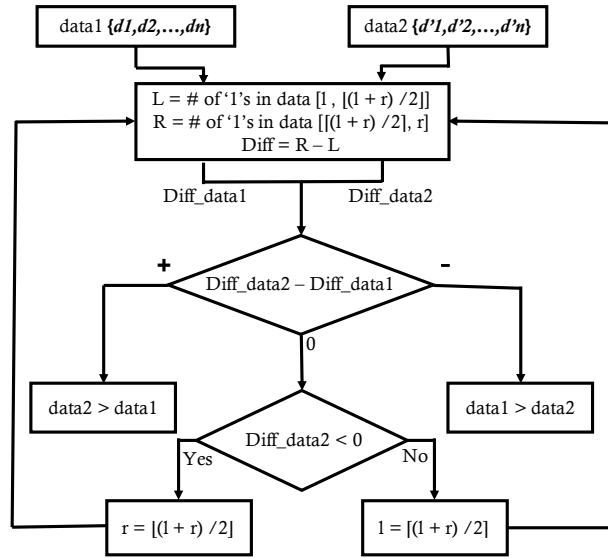 data1 {d1,d2,...,dn}
data2 {d'1,d'2,...,d'n}
L = # of '1's in data [l , ⌊(l + r) /2⌋]
R = # of '1's in data [⌈(l + r) /2⌉, r]
Diff = R – L
Diff_data1
Diff_data2
+
-
Diff_data2 – Diff_data1
0
data2 > data1
data1 > data2
Diff_data2 < 0
Yes
No
r = ⌊(l + r) /2⌋
l = ⌈(l + r) /2⌉